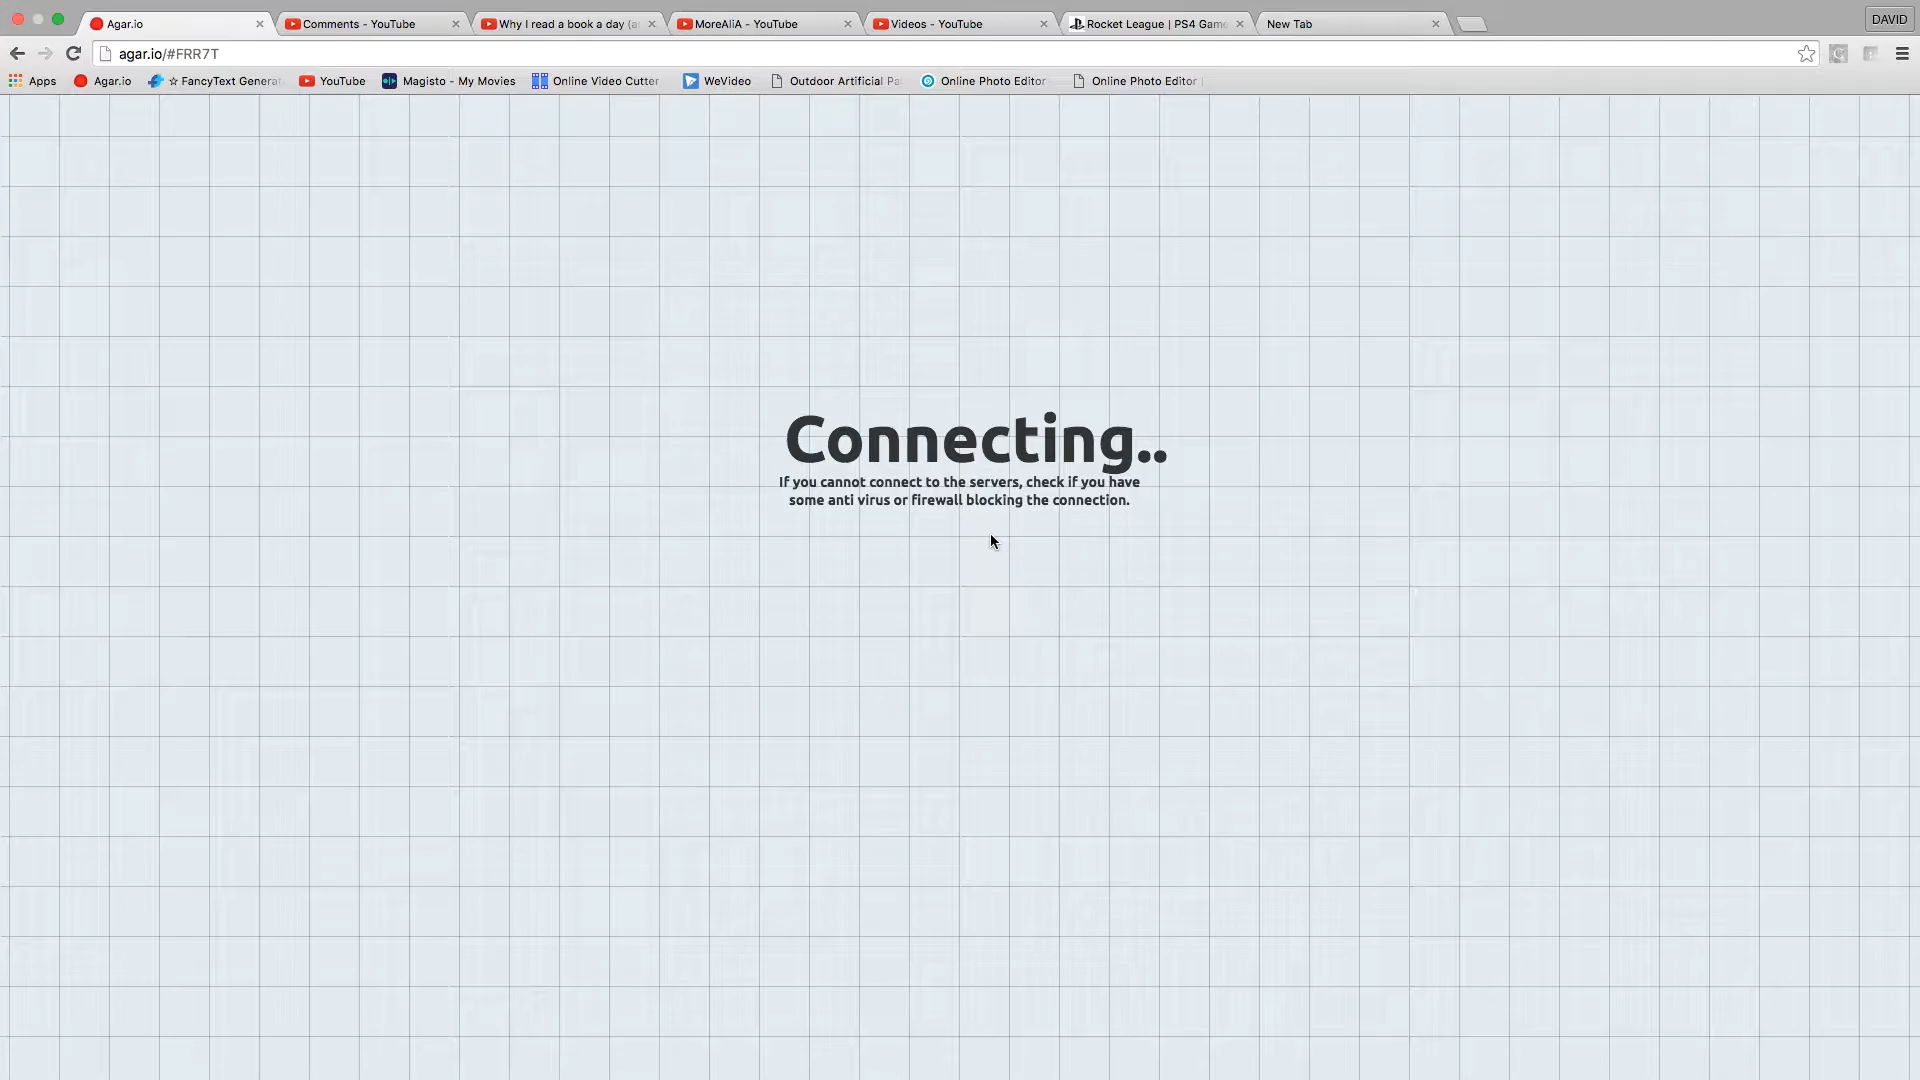 Agar.io
Comments - YouTube
Why I read a book a day (a
MoreAliA - YouTube
Videos - YouTube
Rocket League | PS4 Game
New Tab
DAVID
agar.io/#FRR7T
Apps
Agar.io
☆ FancyText Generat
YouTube
Magisto - My Movies
Online Video Cutter
WeVideo
Outdoor Artificial Pa
Online Photo Editor
Online Photo Editor
Connecting..
If you cannot connect to the servers, check if you have
some anti virus or firewall blocking the connection.